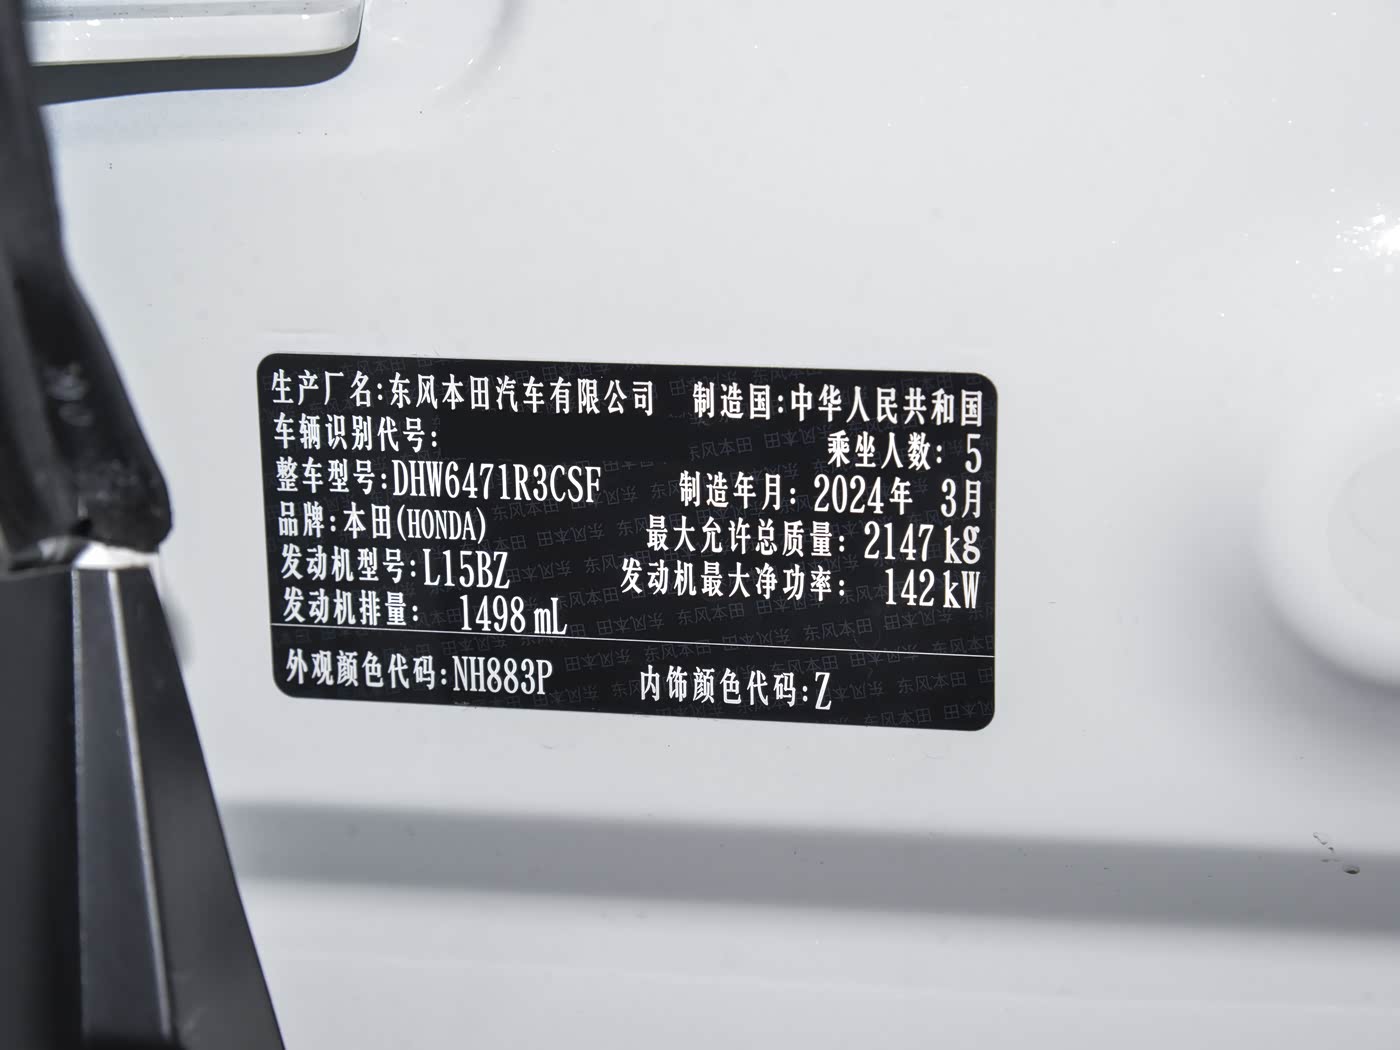 生产厂名:东风本田汽车有限公司 制造国:中华人民共和国
车辆识别代号: 乘坐人数: 5
整车型号:DHW6471R3CSF 制造年月: 2024年 3月
品牌:本田(HONDA) 最大允许总质量: 2147 kg
发动机型号:L15BZ 发动机最大净功率: 142 kW
发动机排量: 1498 mL
外观颜色代码:NH883P 内饰颜色代码:Z